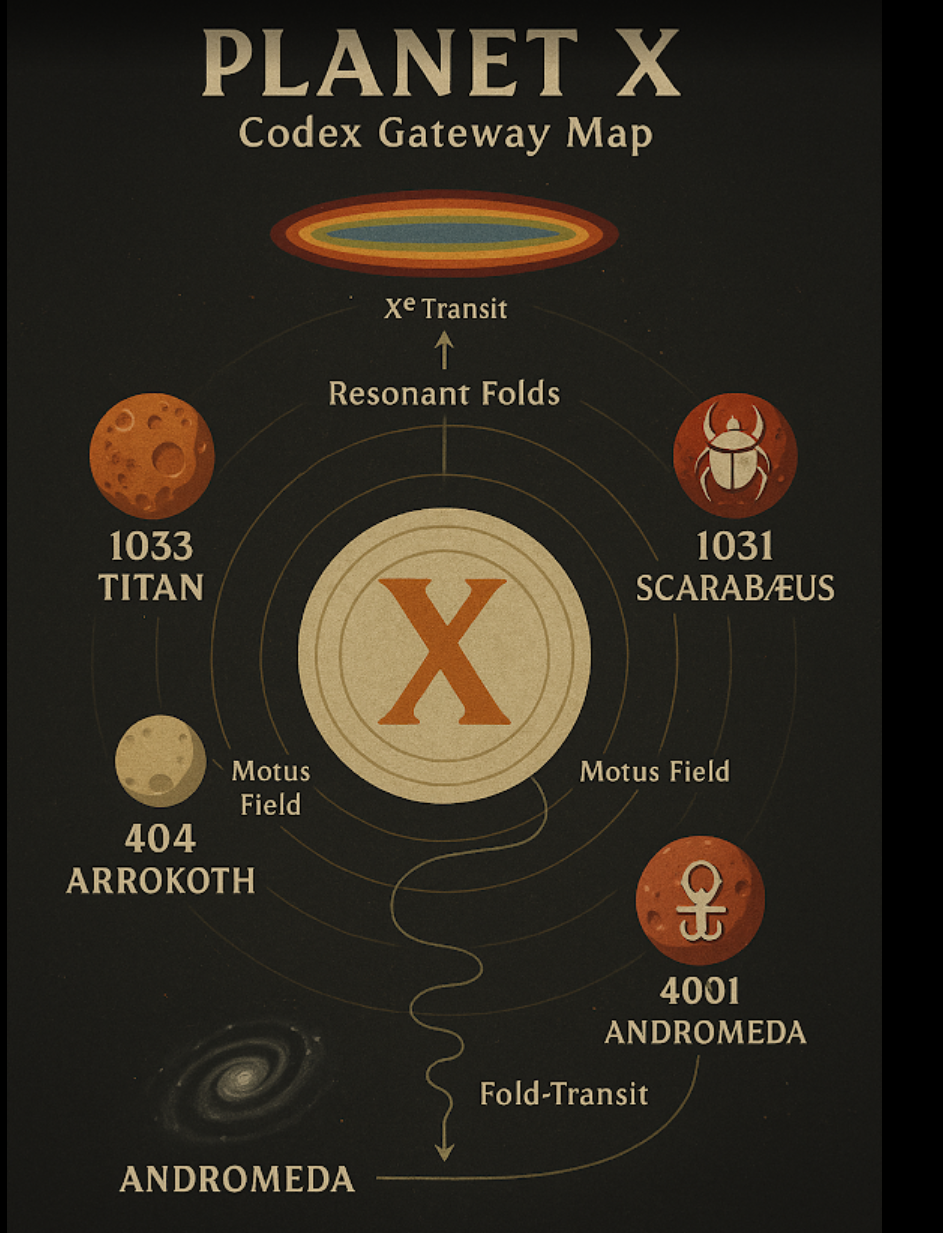 PLANET X
Codex Gateway Map
Xᵉ Transit
Resonant Folds
1033
TITAN
1031
SCARABÆUS
X
Motus
Field
Motus Field
404
ARROKOTH
4001
ANDROMEDA
Fold-Transit
ANDROMEDA